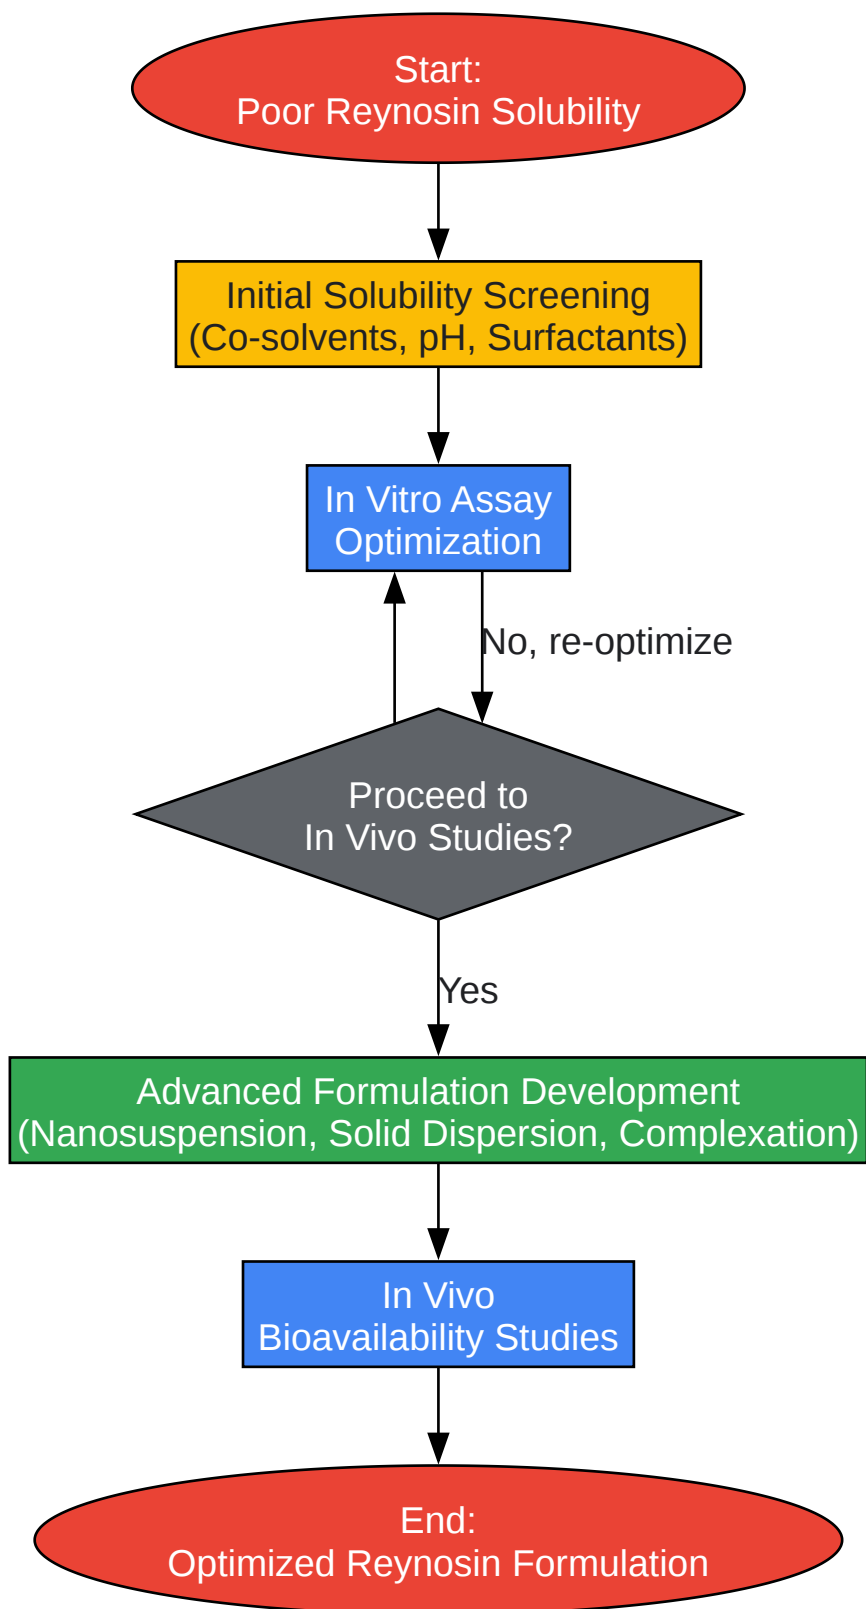 Start:
Poor Reynosin Solubility
Initial Solubility Screening
(Co-solvents, pH, Surfactants)
In Vitro Assay
Optimization
No, re-optimize
Proceed to
In Vivo Studies?
Yes
Advanced Formulation Development
(Nanosuspension, Solid Dispersion, Complexation)
In Vivo
Bioavailability Studies
End:
Optimized Reynosin Formulation